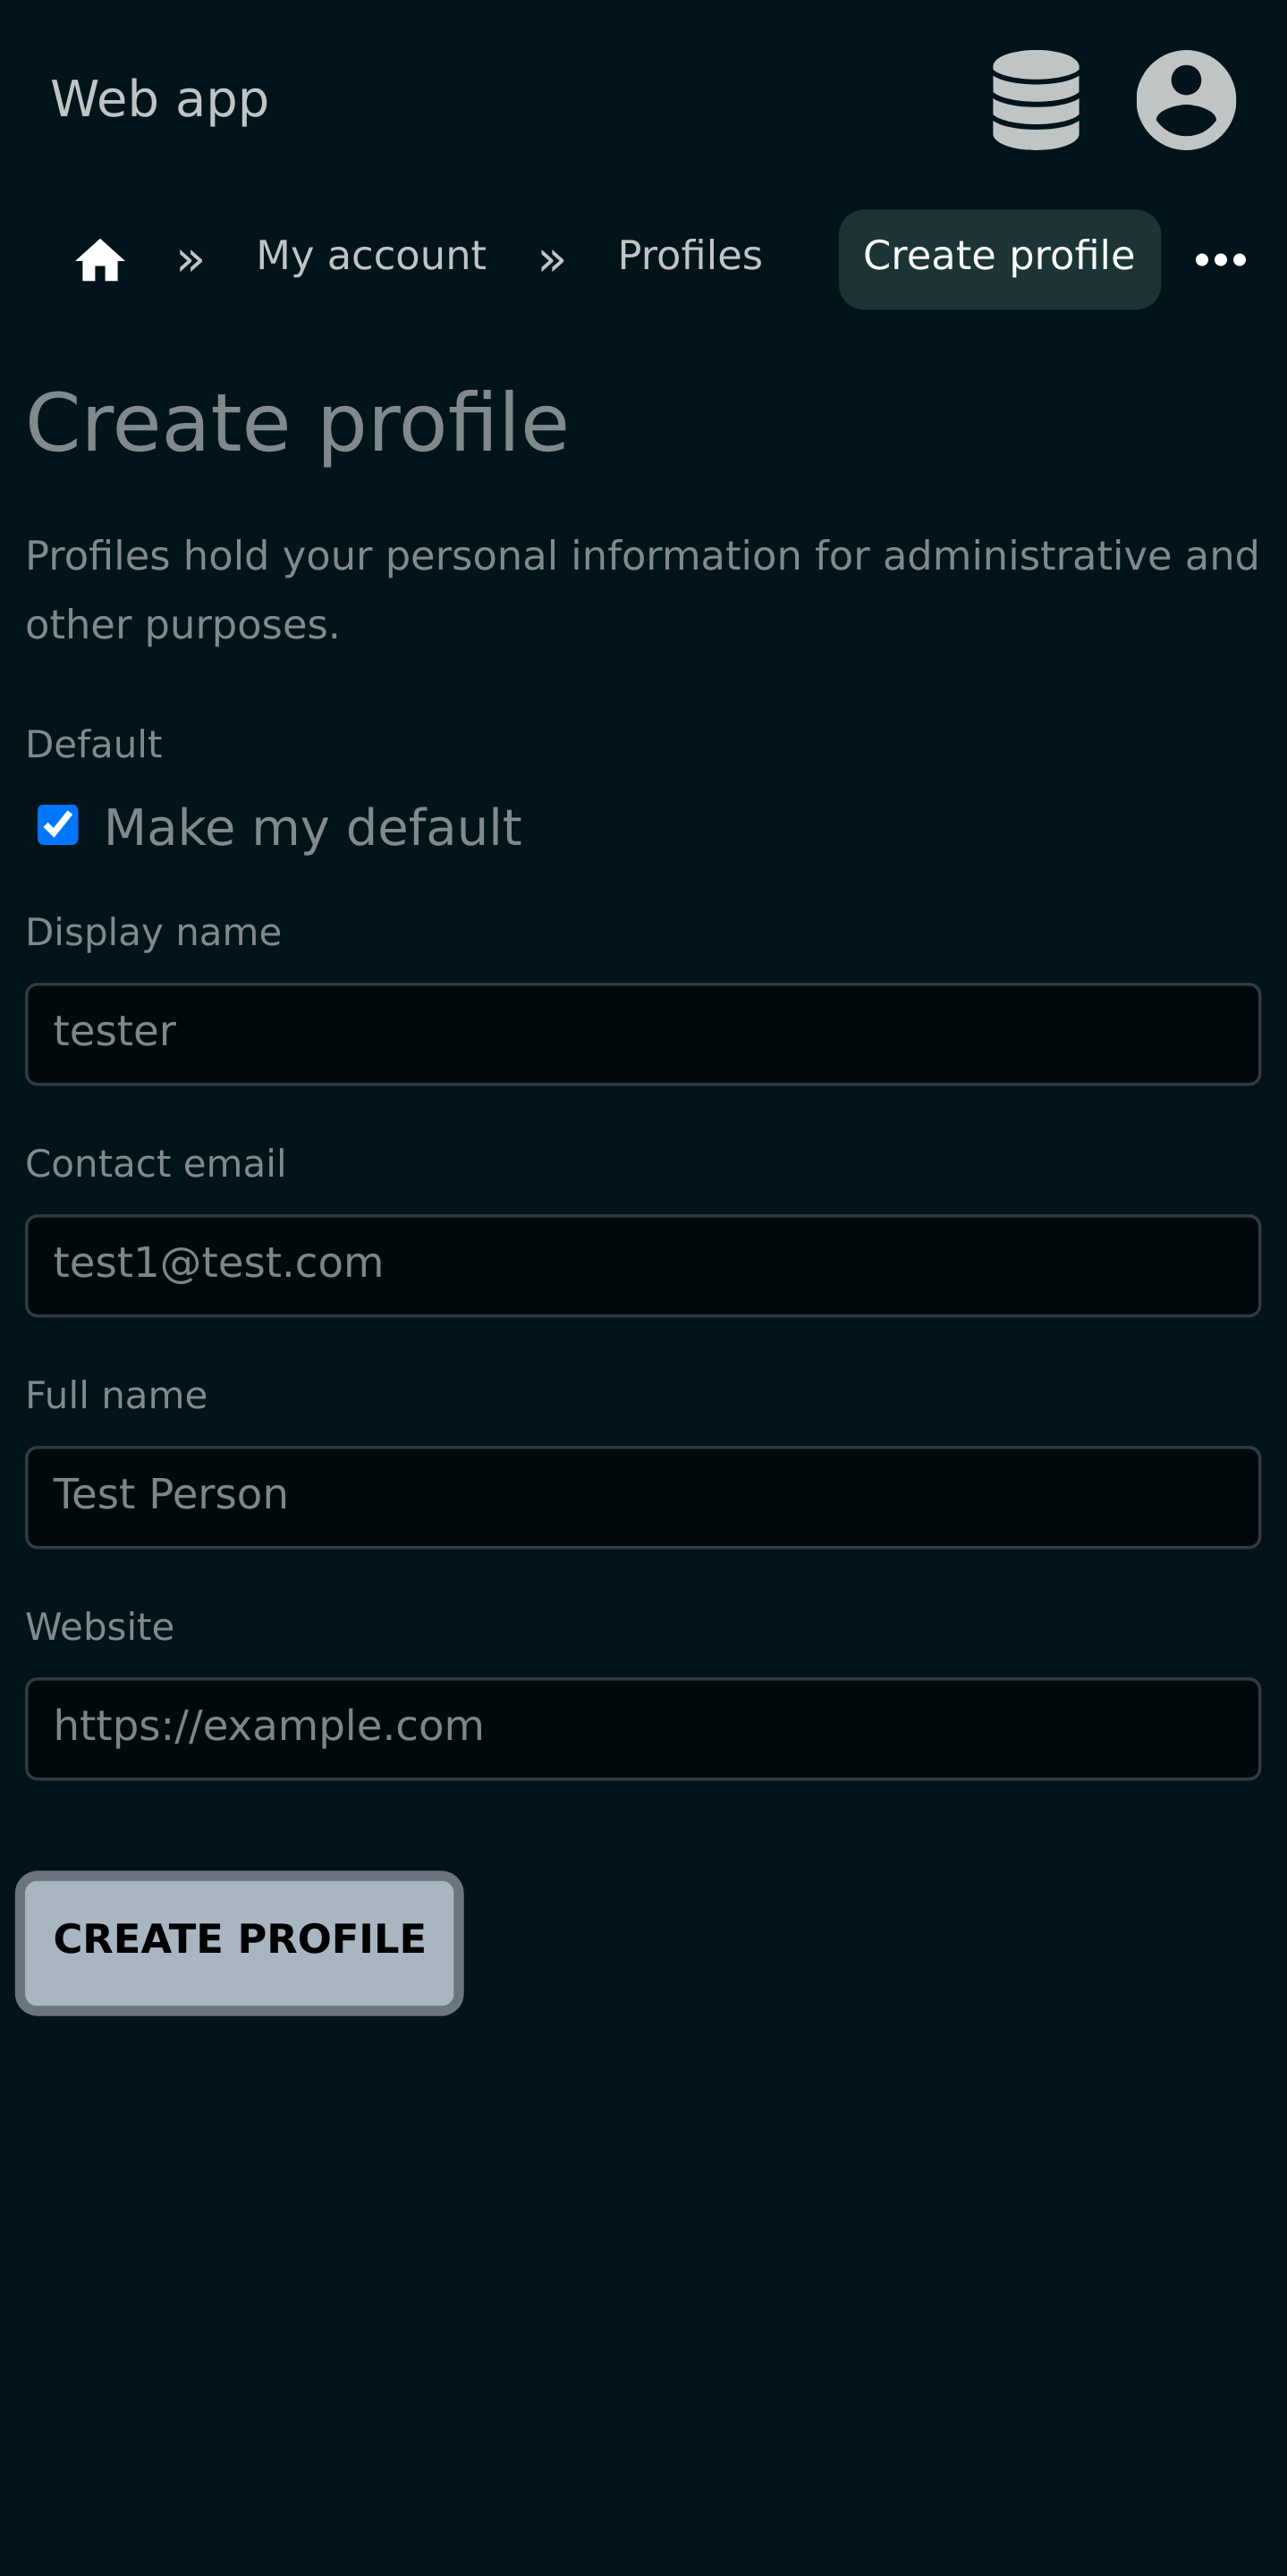 Web app
» My account » Profiles Create profile
Create profile
Profiles hold your personal information for administrative and
other purposes.
Default
Make my default
Display name
tester
Contact email
test1@test.com
Full name
Test Person
Website
https://example.com
CREATE PROFILE